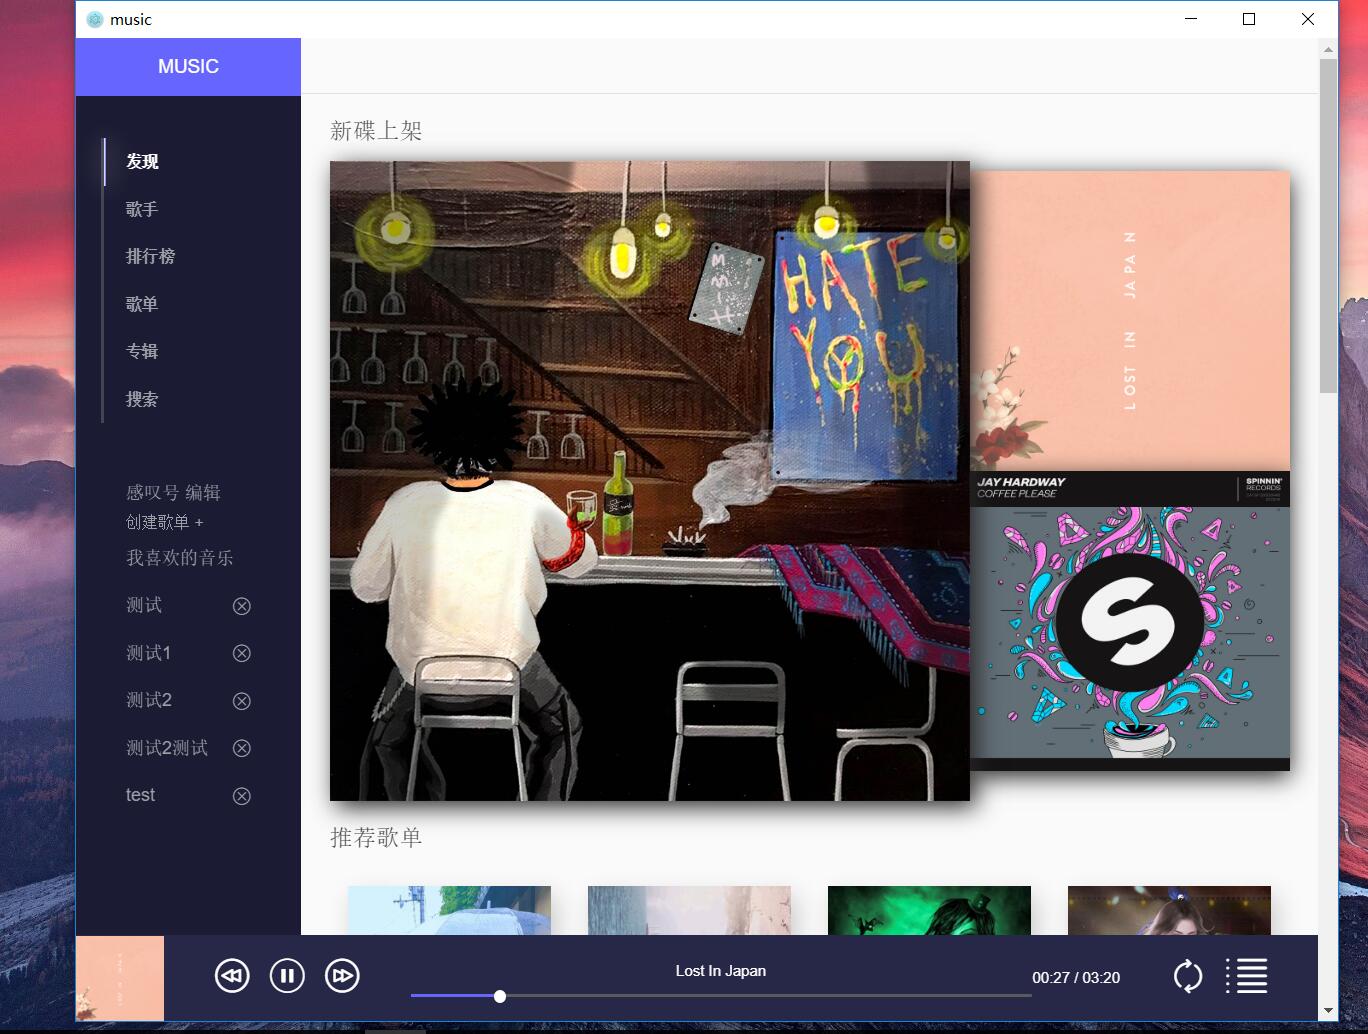 music
MUSIC
发现
歌手
排行榜
歌单
专辑
搜索
感叹号 编辑
创建歌单 +
我喜欢的音乐
测试
测试1
测试2
测试2测试
test
新碟上架
HATE
YOU
LOST IN JAPAN
JAY HARDWAY
COFFEE PLEASE
SPINNIN'
RECORDS
推荐歌单
Lost In Japan
00:27 / 03:20